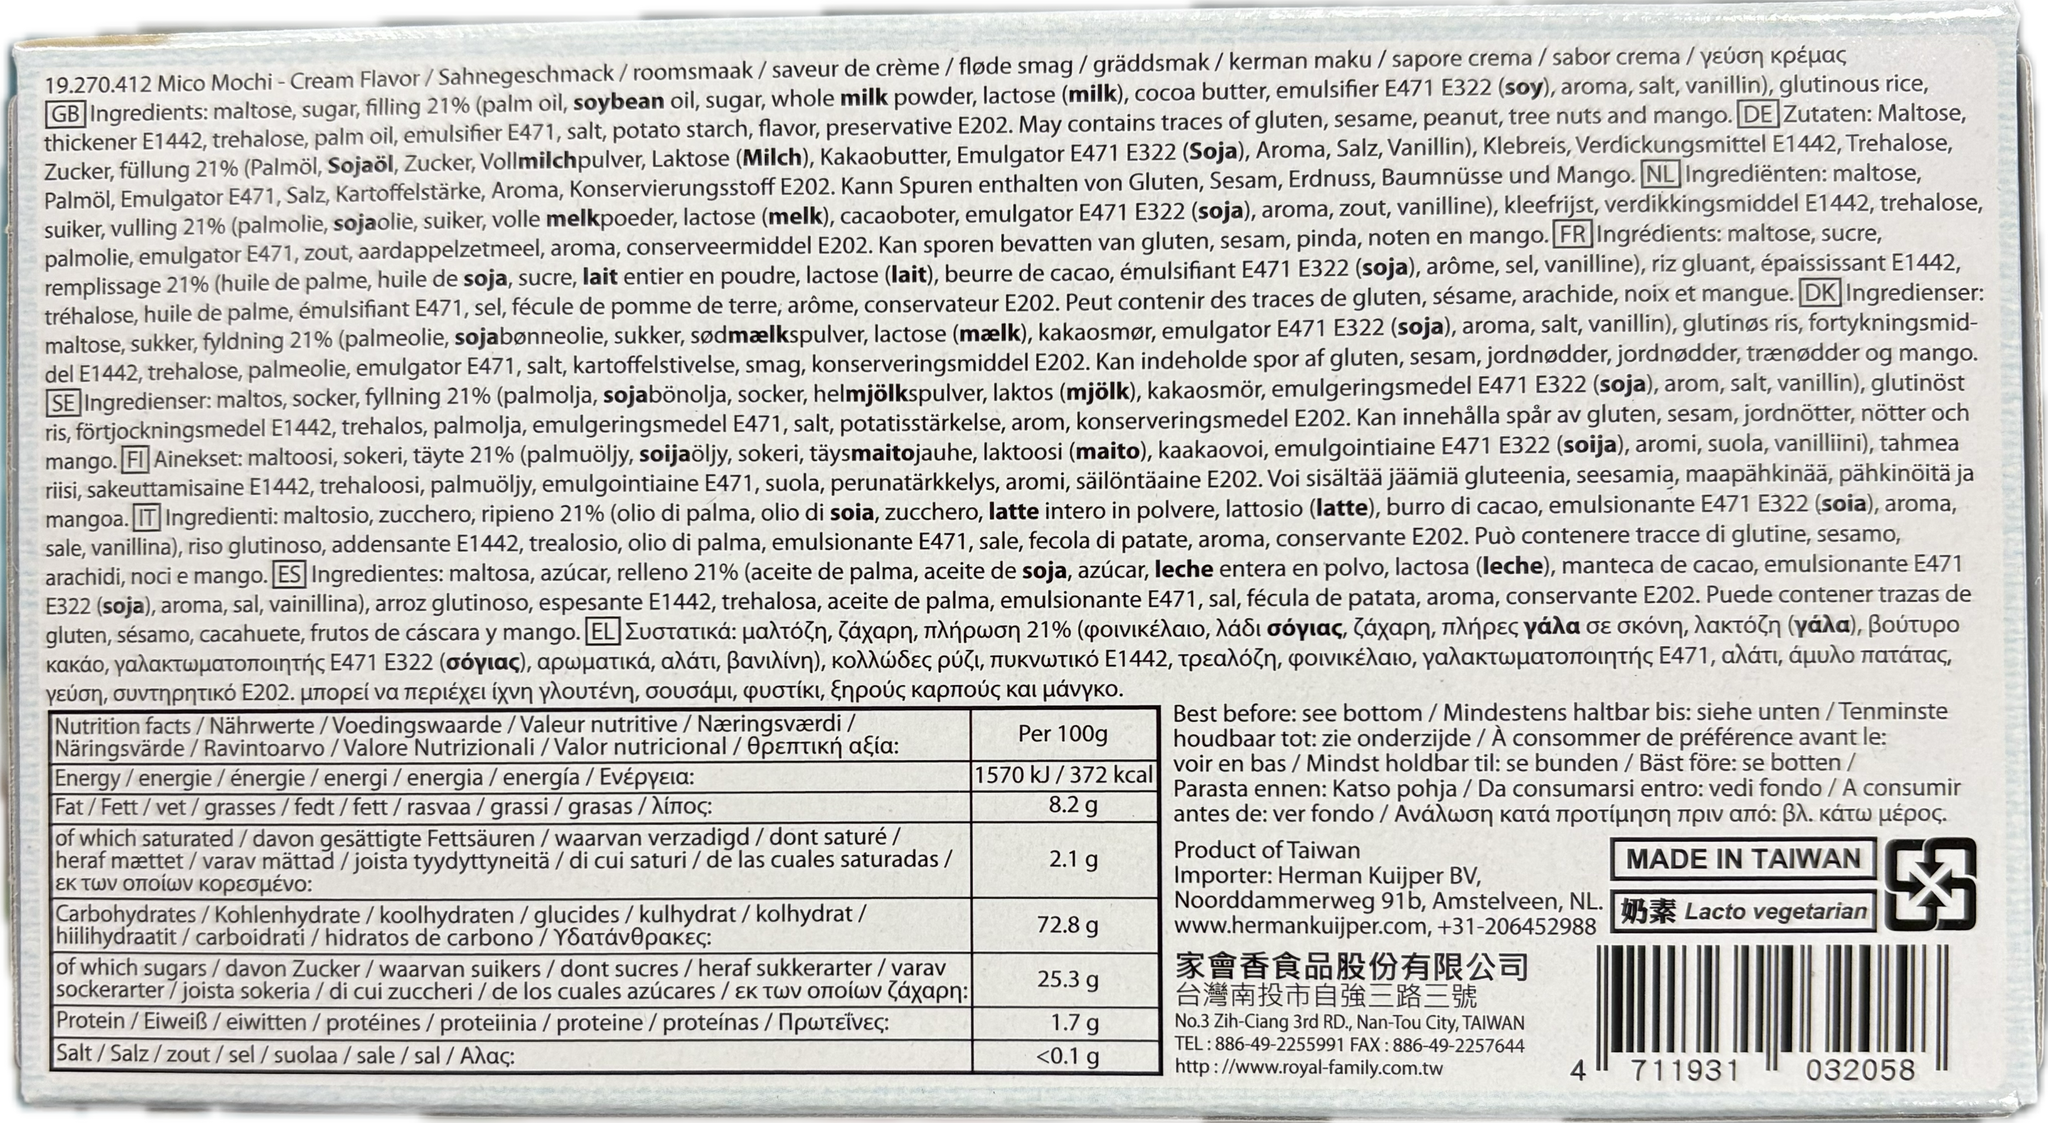 19.270.412 Mico Mochi - Cream Flavor / Sahnegeschmack / roomsmaak / saveur de crème / fløde smag / gräddsmak / kerman maku / sapore crema / sabor crema / γεύση κρέμας
GB Ingredients: maltose, sugar, filling 21% (palm oil, soybean oil, sugar, whole milk powder, lactose (milk), cocoa butter, emulsifier E471 E322 (soy), aroma, salt, vanillin), glutinous rice,
thickener E1442, trehalose, palm oil, emulsifier E471, salt, potato starch, flavor, preservative E202. May contains traces of gluten, sesame, peanut, tree nuts and mango. DE Zutaten: Maltose,
Zucker, füllung 21% (Palmöl, Sojaöl, Zucker, Vollmilchpulver, Laktose (Milch), Kakaobutter, Emulgator E471 E322 (Soja), Aroma, Salz, Vanillin), Klebreis, Verdickungsmittel E1442, Trehalose,
Palmöl, Emulgator E471, Salz, Kartoffelstärke, Aroma, Konservierungsstoff E202. Kann Spuren enthalten von Gluten, Sesam, Erdnuss, Baumnüsse und Mango. NL Ingrediënten: maltose,
suiker, vulling 21% (palmolie, sojaolie, suiker, volle melkpoeder, lactose (melk), cacaoboter, emulgator E471 E322 (soja), aroma, zout, vanilline), kleefrijst, verdikkingsmiddel E1442, trehalose,
palmolie, emulgator E471, zout, aardappelzetmeel, aroma, conserveermiddel E202. Kan sporen bevatten van gluten, sesam, pinda, noten en mango. FR Ingrédients: maltose, sucre,
remplissage 21% (huile de palme, huile de soja, sucre, lait entier en poudre, lactose (lait), beurre de cacao, émulsifiant E471 E322 (soja), arôme, sel, vanilline), riz gluant, épaississant E1442,
tréhalose, huile de palme, émulsifiant E471, sel, fécule de pomme de terre, arôme, conservateur E202. Peut contenir des traces de gluten, sésame, arachide, noix et mangue. DK Ingredienser:
maltose, sukker, fyldning 21% (palmeolie, sojabønneolie, sukker, sødmælkspulver, lactose (mælk), kakaosmør, emulgator E471 E322 (soja), aroma, salt, vanillin), glutinøs ris, fortykningsmid-
del E1442, trehalose, palmeolie, emulgator E471, salt, kartoffelstivelse, smag, konserveringsmiddel E202. Kan indeholde spor af gluten, sesam, jordnødder, jordnødder, trænødder og mango.
SE Ingredienser: maltos, socker, fyllning 21% (palmolja, sojabönolja, socker, helmjölkspulver, laktos (mjölk), kakaosmör, emulgeringsmedel E471 E322 (soja), arom, salt, vanillin), glutinöst
ris, förtjockningsmedel E1442, trehalos, palmolja, emulgeringsmedel E471, salt, potatisstärkelse, arom, konserveringsmedel E202. Kan innehålla spår av gluten, sesam, jordnötter, nötter och
mango. FI Ainekset: maltoosi, sokeri, täyte 21% (palmuöljy, soijaöljy, sokeri, täysmaitojauhe, laktoosi (maito), kaakaovoi, emulgointiaine E471 E322 (soija), aromi, suola, vanilliini), tahmea
riisi, sakeuttamisaine E1442, trehaloosi, palmuöljy, emulgointiaine E471, suola, perunatärkkelys, aromi, säilöntäaine E202. Voi sisältää jäämiä gluteenia, seesamia, maapähkinää, pähkinöitä ja
mangoa. IT Ingredienti: maltosio, zucchero, ripieno 21% (olio di palma, olio di soia, zucchero, latte intero in polvere, lattosio (latte), burro di cacao, emulsionante E471 E322 (soia), aroma,
sale, vanillina), riso glutinoso, addensante E1442, trealosio, olio di palma, emulsionante E471, sale, fecola di patate, aroma, conservante E202. Può contenere tracce di glutine, sesamo,
arachidi, noci e mango. ES Ingredientes: maltosa, azúcar, relleno 21% (aceite de palma, aceite de soja, azúcar, leche entera en polvo, lactosa (leche), manteca de cacao, emulsionante E471
E322 (soja), aroma, sal, vainillina), arroz glutinoso, espesante E1442, trehalosa, aceite de palma, emulsionante E471, sal, fécula de patata, aroma, conservante E202. Puede contener trazas de
gluten, sésamo, cacahuete, frutos de cáscara y mango. EL Συστατικά: μαλτόζη, ζάχαρη, πλήρωση 21% (φοινικέλαιο, λάδι σόγιας, ζάχαρη, πλήρες γάλα σε σκόνη, λακτόζη (γάλα), βούτυρο
κακάο, γαλακτωματοποιητής E471 E322 (σόγιας), αρωματικά, αλάτι, βανιλίνη), κολλώδες ρύζι, πυκνωτικό E1442, τρεαλόζη, φοινικέλαιο, γαλακτωματοποιητής E471, αλάτι, άμυλο πατάτας,
γεύση, συντηρητικό E202. μπορεί να περιέχει ίχνη γλουτένη, σουσάμι, φυστίκι, ξηρούς καρπούς και μάνγκο.
Nutrition facts / Nährwerte / Voedingswaarde / Valeur nutritive / Næringsværdi /
Näringsvärde / Ravintoarvo / Valore Nutrizionali / Valor nutricional / θρεπτική αξία:
Per 100g
Energy / energie / énergie / energi / energia / energía / Ενέργεια:
1570 kJ / 372 kcal
Fat / Fett / vet / grasses / fedt / fett / rasvaa / grassi / grasas / λίπος:
8.2 g
of which saturated / davon gesättigte Fettsäuren / waarvan verzadigd / dont saturé /
heraf mættet / varav mättad / joista tyydyttyneitä / di cui saturi / de las cuales saturadas /
εκ των οποίων κορεσμένο:
2.1 g
Carbohydrates / Kohlenhydrate / koolhydraten / glucides / kulhydrat / kolhydrat /
hiilihydraatit / carboidrati / hidratos de carbono / Υδατάνθρακες:
72.8 g
of which sugars / davon Zucker / waarvan suikers / dont sucres / heraf sukkerarter / varav
sockerarter / joista sokeria / di cui zuccheri / de los cuales azúcares / εκ των οποίων ζάχαρη:
25.3 g
Protein / Eiweiß / eiwitten / protéines / proteiinia / proteine / proteínas / Πρωτεΐνες:
1.7 g
Salt / Salz / zout / sel / suolaa / sale / sal / Αλας:
<0.1 g
Best before: see bottom / Mindestens haltbar bis: siehe unten / Tenminste
houdbaar tot: zie onderzijde / À consommer de préférence avant le:
voir en bas / Mindst holdbar til: se bunden / Bäst före: se botten /
Parasta ennen: Katso pohja / Da consumarsi entro: vedi fondo / A consumir
antes de: ver fondo / Ανάλωση κατά προτίμηση πριν από: βλ. κάτω μέρος.
Product of Taiwan
Importer: Herman Kuijper BV,
Noorddammerweg 91b, Amstelveen, NL.
www.hermankuijper.com, +31-206452988
MADE IN TAIWAN
奶素 Lacto vegetarian
家會香食品股份有限公司
台灣南投市自強三路三號
No.3 Zih-Ciang 3rd RD., Nan-Tou City, TAIWAN
TEL : 886-49-2255991 FAX : 886-49-2257644
http : //www.royal-family.com.tw
4 711931 032058